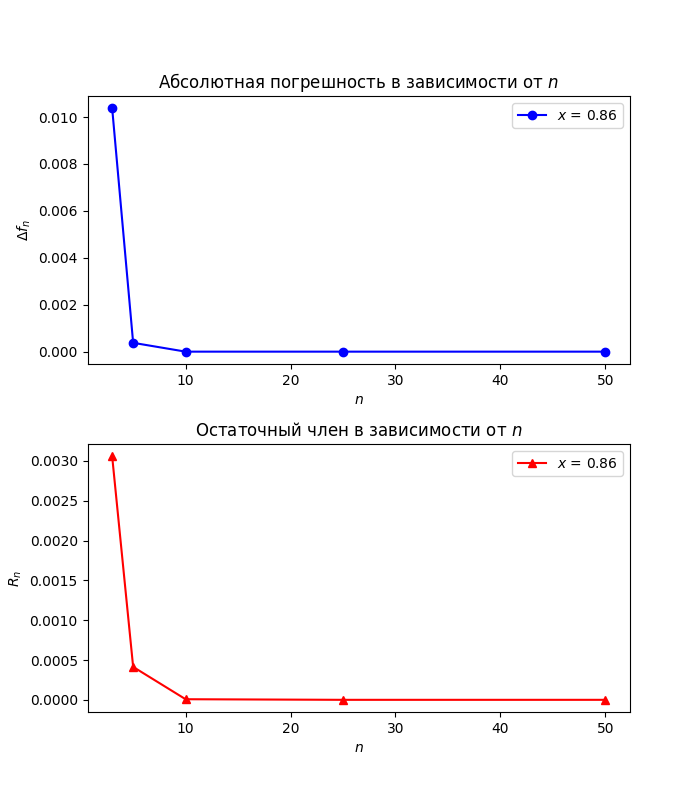 Абсолютная погрешность в зависимости от n
x = 0.86
0.010
0.008
0.006
0.004
0.002
0.000
Δfₙ
10 20 30 40 50
n
Остаточный член в зависимости от n
x = 0.86
0.0030
0.0025
0.0020
0.0015
0.0010
0.0005
0.0000
Rₙ
10 20 30 40 50
n